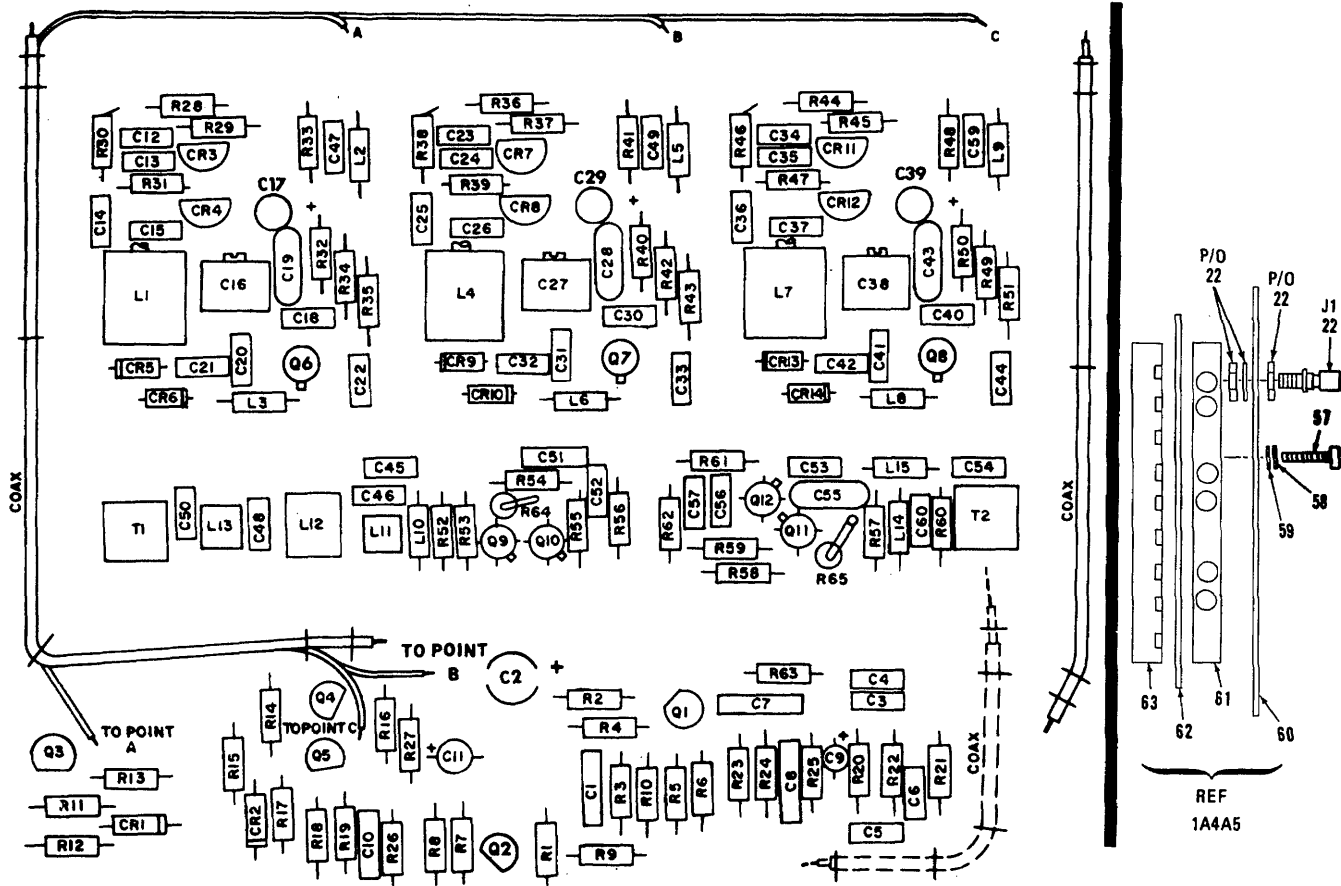 A
B
C
R28
R36
R44
R30
C12
R29
R33
C47
L2
R38
C23
R37
R41
C49
L5
R46
C34
R45
R48
C59
L9
C13
CR3
C24
CR7
C35
CR11
R31
C17
R39
C29
R47
C39
C14
CR4
+
C25
CR8
+
C36
CR12
+
C15
C26
C37
L1
C16
C19
R32
R34
R35
L4
C27
C28
R40
R42
R43
L7
C38
C43
R50
R49
R51
C18
C30
C40
CR5
C21
C20
Q6
C22
CR9
C32
C31
Q7
C33
CR13
C42
C41
Q8
C44
CR6
L3
CR10
L6
CR14
L8
COAX
C45
C51
R61
C53
L15
C54
C46
R54
C52
C57
C56
Q12
C55
T1
C50
L13
C48
L12
L11
L10
R52
R53
R64
Q9
Q10
R55
R56
R62
Q11
R57
L14
C60
R60
T2
R59
R58
R65
COAX
TO POINT
B
C2
+
R63
C4
C3
R14
Q4
R16
R2
Q1
C7
TO POINT
A
TO POINT C
R27
+
C11
R4
Q3
R15
Q5
R13
C1
R3
R10
R5
R6
R23
R24
C8
R25
+
C9
R20
R22
C6
R21
COAX
R11
CR1
CR2
R17
R18
R19
C10
R26
R8
R7
Q2
R1
C5
R12
R9
P/O
22
P/O
22
J1
22
57
58
59
63
62
61
60
REF
1A4A5